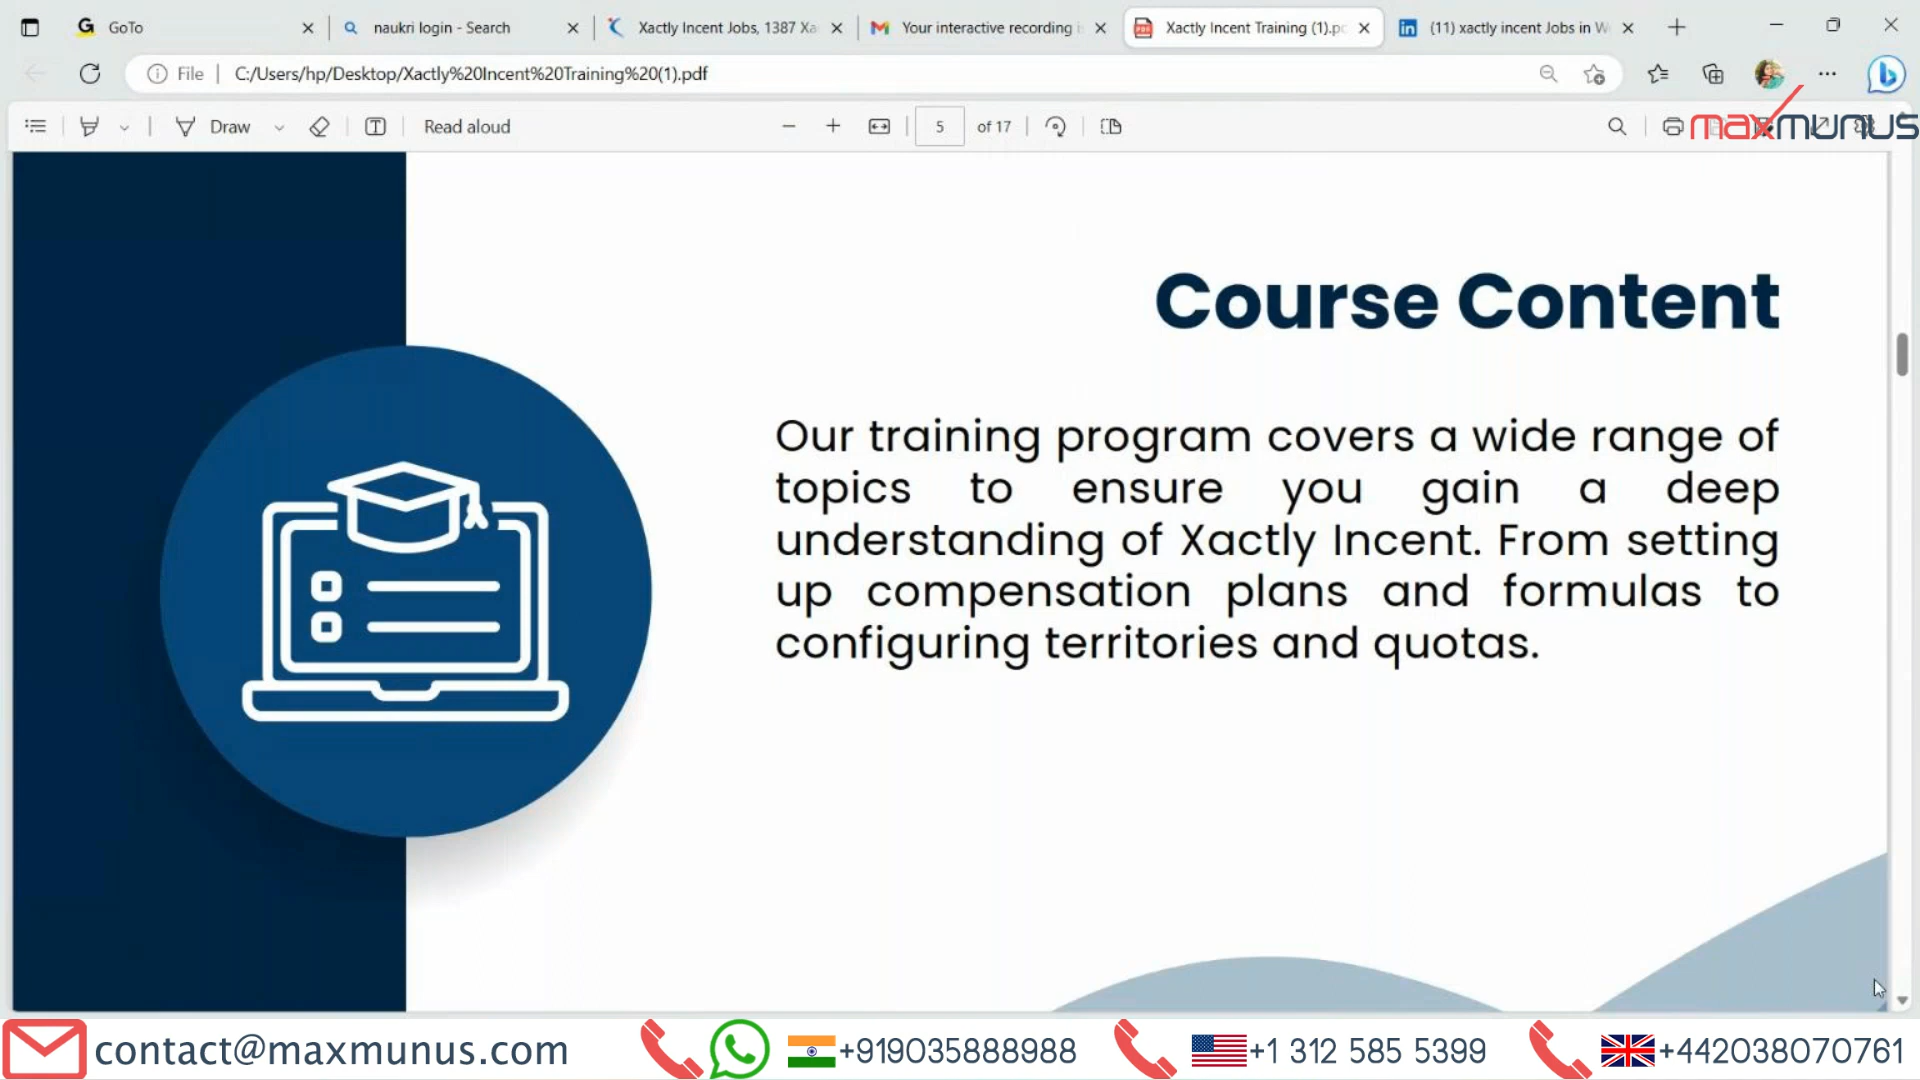 GoTo
naukri login - Search
Xactly Incent Jobs, 1387 Xa
Your interactive recording i
Xactly Incent Training (1).pc
(11) xactly incent Jobs in W
File
C:/Users/hp/Desktop/Xactly%20Incent%20Training%20(1).pdf
Draw
Read aloud
5
of 17
maxmunus
Course Content
Our training program covers a wide range of
topics to ensure you gain a deep
understanding of Xactly Incent. From setting
up compensation plans and formulas to
configuring territories and quotas.
contact@maxmunus.com
+919035888988
+1 312 585 5399
+442038070761